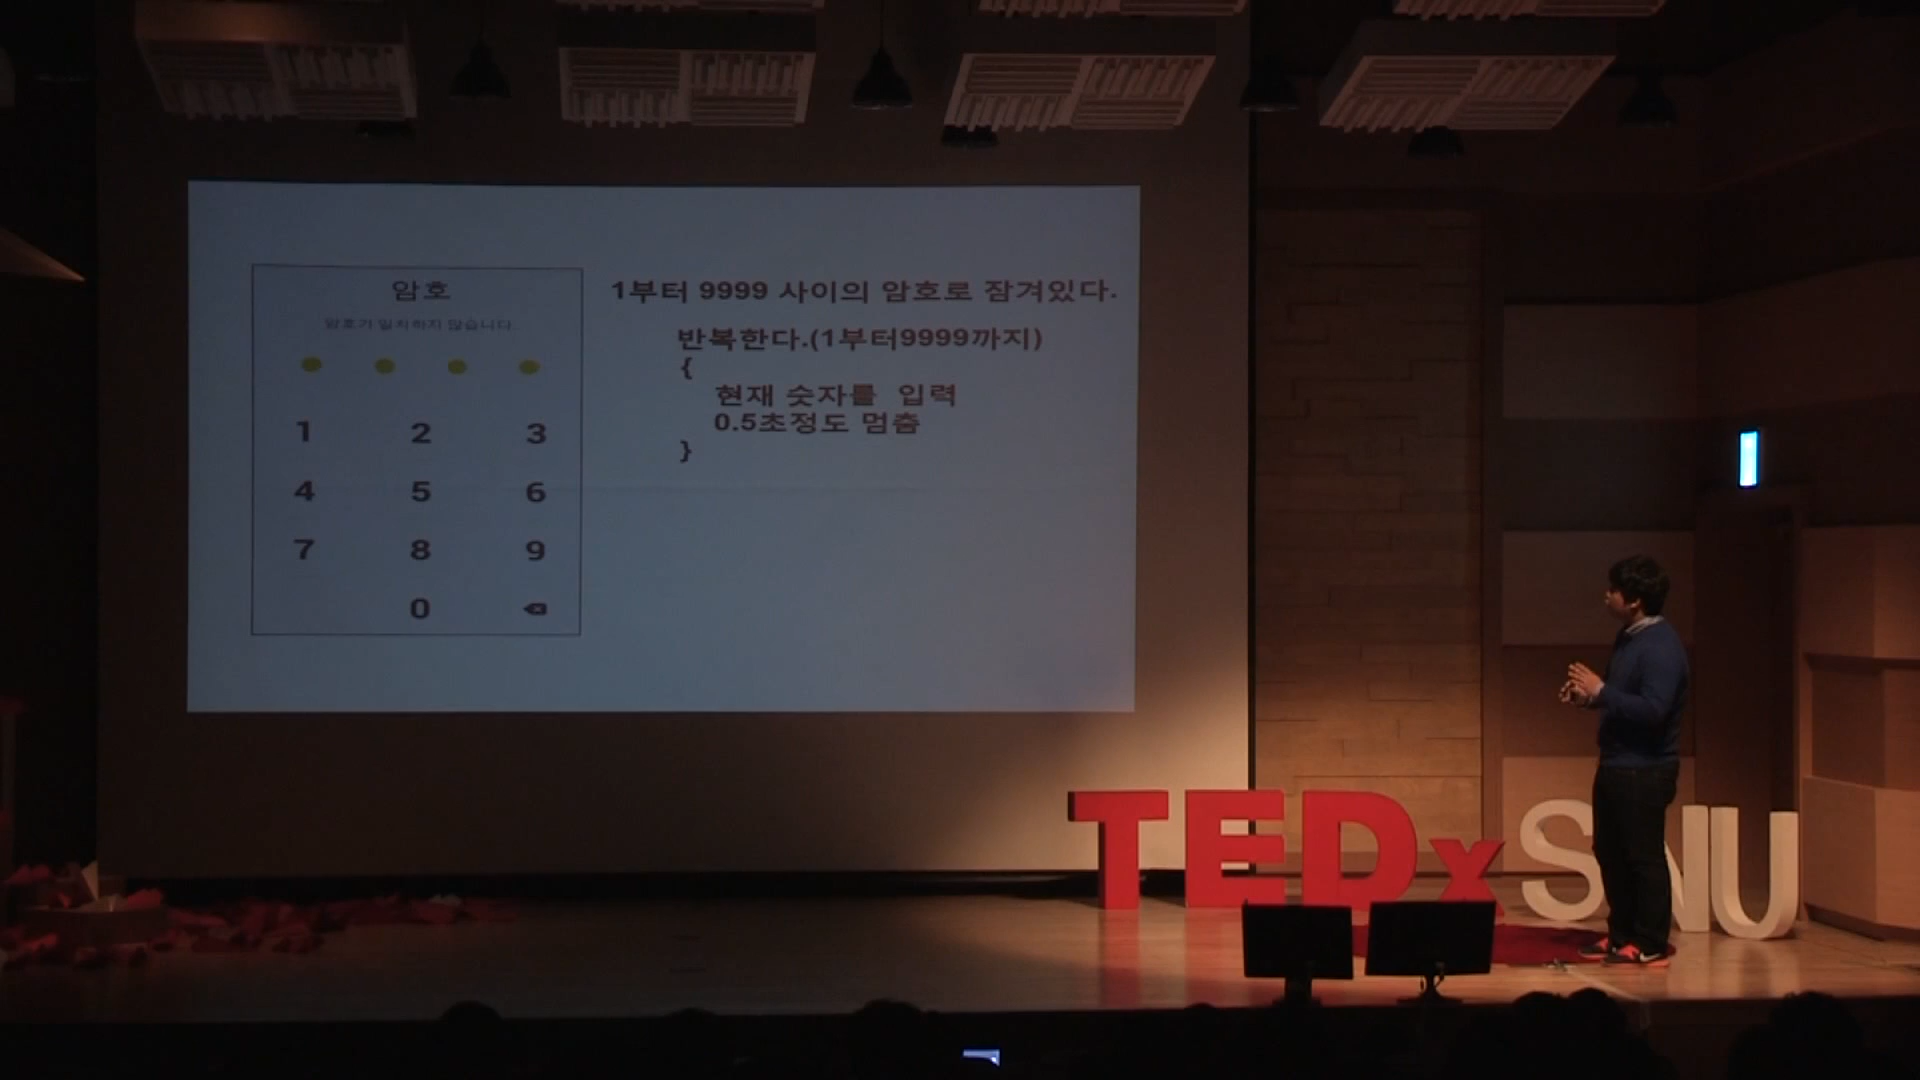 암호
암호가 일치하지 않습니다.
1 2 3
4 5 6
7 8 9
0
1부터 9999 사이의 암호로 잠겨있다.
반복한다.(1부터9999까지)
{
현재 숫자를 입력
0.5초정도 멈춤
}
TEDxSNU